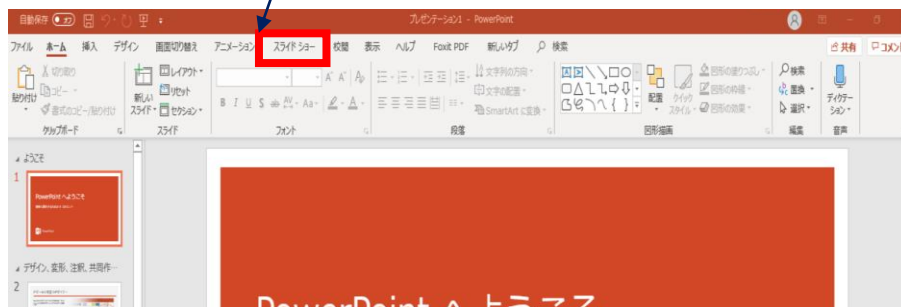 自動保存 オフ プレゼンテーション1 - PowerPoint
ファイル ホーム 挿入 デザイン 画面切り替え アニメーション スライド ショー 校閲 表示 ヘルプ Foxit PDF 新しいタブ 検索 共有 コメント
切り取り レイアウト 文字列の方向 図形の塗りつぶし 検索
貼り付け コピー 新しいスライド リセット B I U S ab AV Aa A 文字の配置 配置 クイックスタイル 図形の枠線 置換 ディクテーション
書式のコピー/貼り付け セクション SmartArt に変換 図形の効果 選択
クリップボード スライド フォント 段落 図形描画 編集 音声
ようこそ
1
PowerPoint へようこそ
デザイン、変形、注釈、共同作…
2
PowerPoint へようこそ